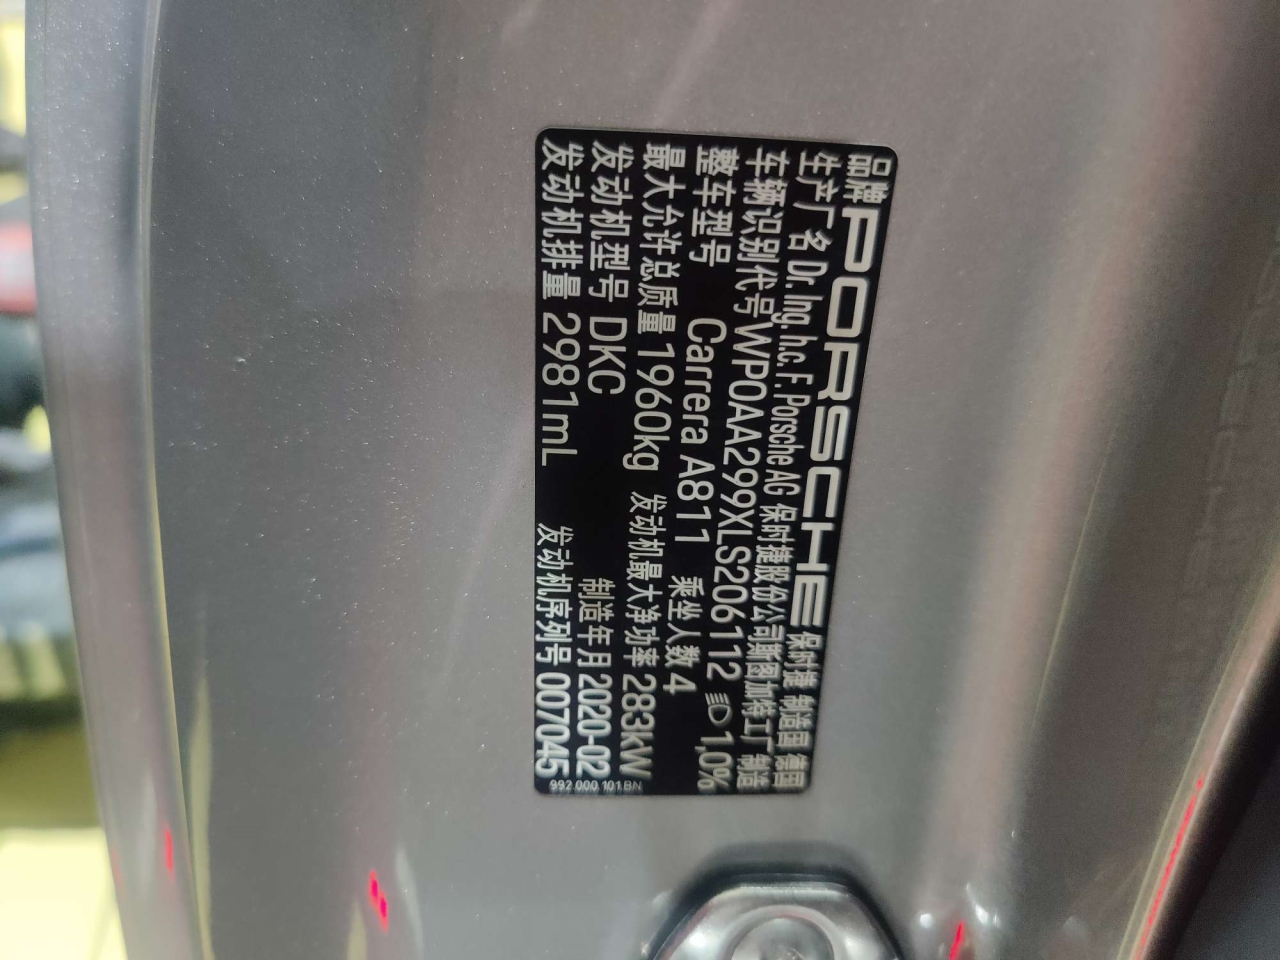 品牌 PORSCHE 保时捷 制造国 德国
生产厂名 Dr. Ing. h.c. F. Porsche AG 保时捷股份公司斯图加特工厂制造
车辆识别代号 WP0AA299XLS206112 1,0%
整车型号 Carrera A811 乘坐人数 4
最大允许总质量 1960kg 发动机最大净功率 283kW
发动机型号 DKC 制造年月 2020-02
发动机排量 2981mL 发动机序列号 007045
992.000.101.BN